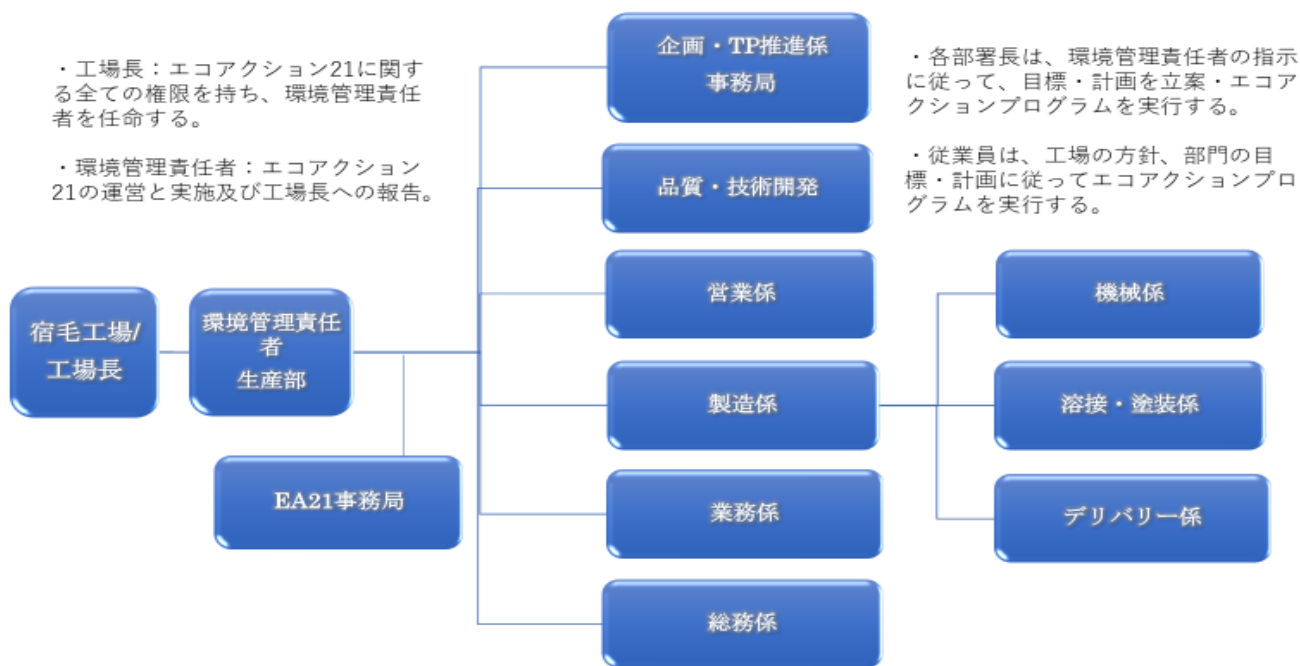 ・工場長：エコアクション21に関す
る全ての権限を持ち、環境管理責任
者を任命する。
・環境管理責任者：エコアクション
21の運営と実施及び工場長への報告。
・各部署長は、環境管理責任者の指示
に従って、目標・計画を立案・エコア
クションプログラムを実行する。
・従業員は、工場の方針、部門の目
標・計画に従ってエコアクションプロ
グラムを実行する。
宿毛工場/
工場長
環境管理責任
者
生産部
EA21事務局
企画・TP推進係
事務局
品質・技術開発
営業係
製造係
業務係
総務係
機械係
溶接・塗装係
デリバリー係